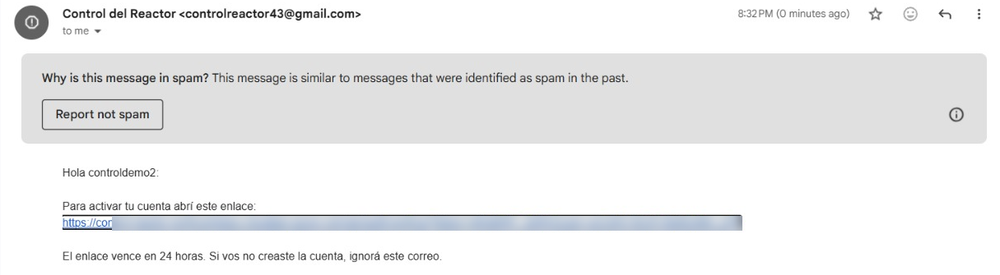 Control del Reactor <controlreactor43@gmail.com>
8:32 PM (0 minutes ago)
to me
Why is this message in spam? This message is similar to messages that were identified as spam in the past.
Report not spam
Hola controldemo2:
Para activar tu cuenta abrí este enlace:
https://cor
El enlace vence en 24 horas. Si vos no creaste la cuenta, ignorá este correo.